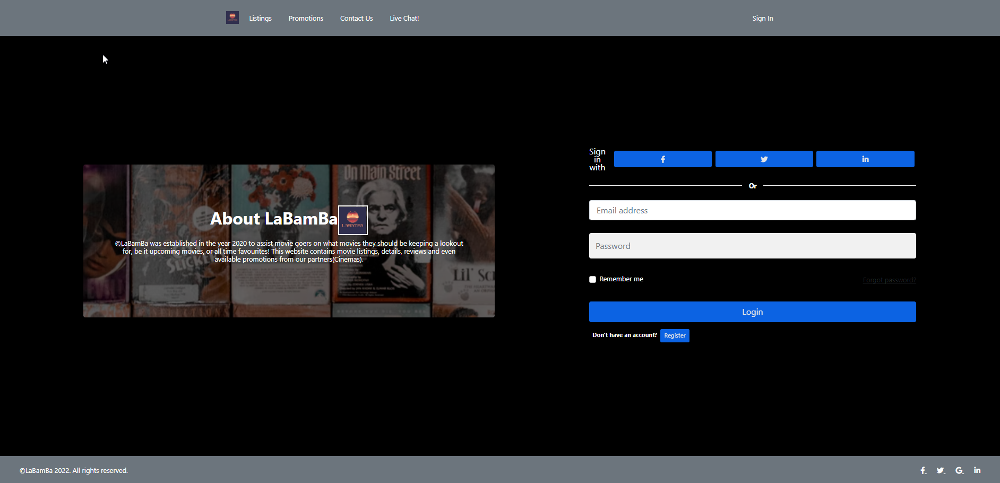 Listings Promotions Contact Us Live Chat! Sign In
On Main Street
About LaBamBa
LaBamBa
©LaBamBa was established in the year 2020 to assist movie goers on what movies they should be keeping a lookout
for, be it upcoming movies, or all time favourites! This website contains movie listings, details, reviews and even
available promotions from our partners(Cinemas).
Sign
in
with
Or
Email address
Password
Remember me Forgot password?
Login
Don't have an account? Register
©LaBamBa 2022. All rights reserved.